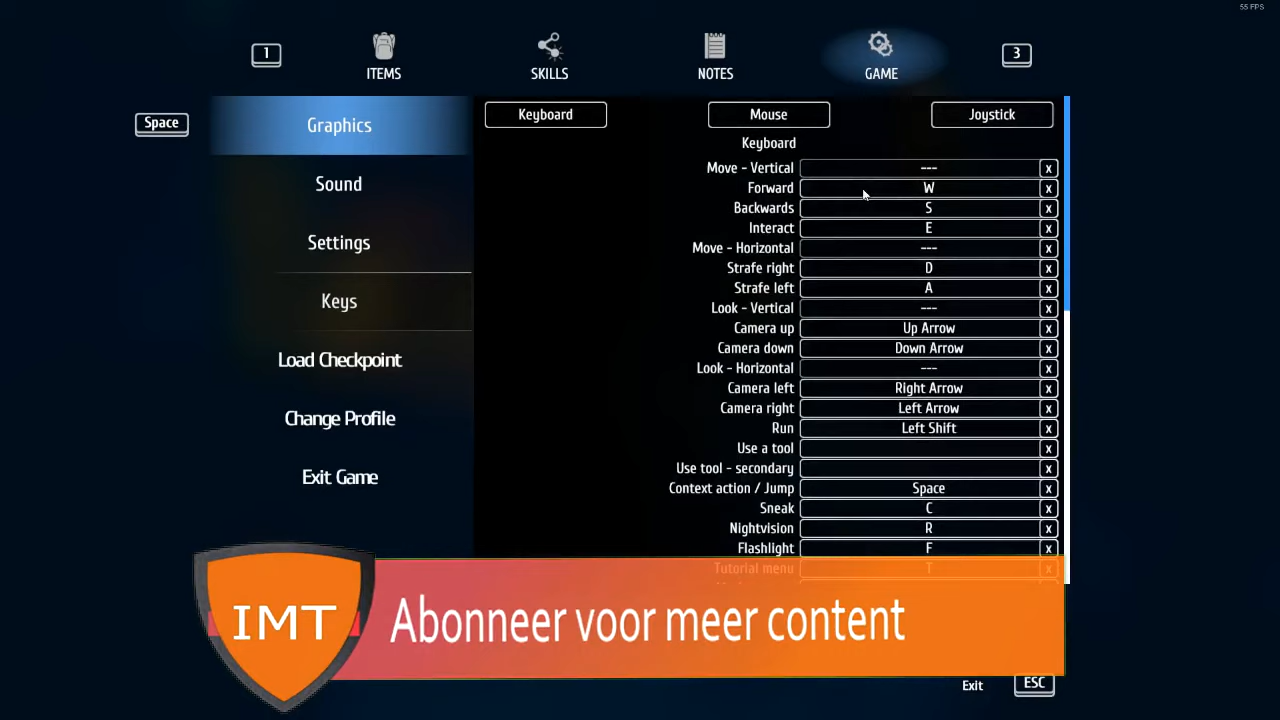 55 FPS
1
ITEMS
SKILLS
NOTES
GAME
3
Space
Graphics
Sound
Settings
Keys
Load Checkpoint
Change Profile
Exit Game
Keyboard Mouse Joystick
Keyboard
Move - Vertical --- x
Forward W x
Backwards S x
Interact E x
Move - Horizontal --- x
Strafe right D x
Strafe left A x
Look - Vertical --- x
Camera up Up Arrow x
Camera down Down Arrow x
Look - Horizontal --- x
Camera left Right Arrow x
Camera right Left Arrow x
Run Left Shift x
Use a tool x
Use tool - secondary x
Context action / Jump Space x
Sneak C x
Nightvision R x
Flashlight F x
Tutorial menu T x
IMT
Abonneer voor meer content
Exit ESC